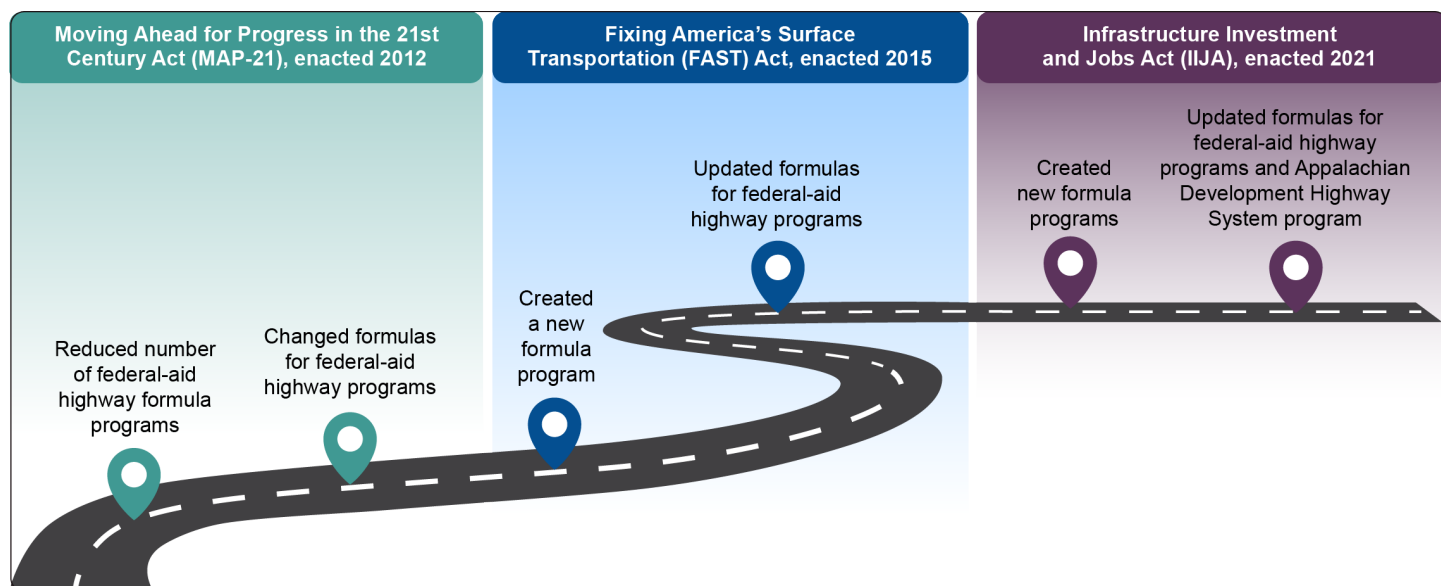 Moving Ahead for Progress in the 21st
Century Act (MAP-21), enacted 2012
Reduced number
of federal-aid
highway formula
programs
Changed formulas
for federal-aid
highway programs
Fixing America’s Surface
Transportation (FAST) Act, enacted 2015
Created
a new
formula
program
Updated formulas
for federal-aid
highway programs
Infrastructure Investment
and Jobs Act (IIJA), enacted 2021
Created
new formula
programs
Updated formulas for
federal-aid highway
programs and Appalachian
Development Highway
System program